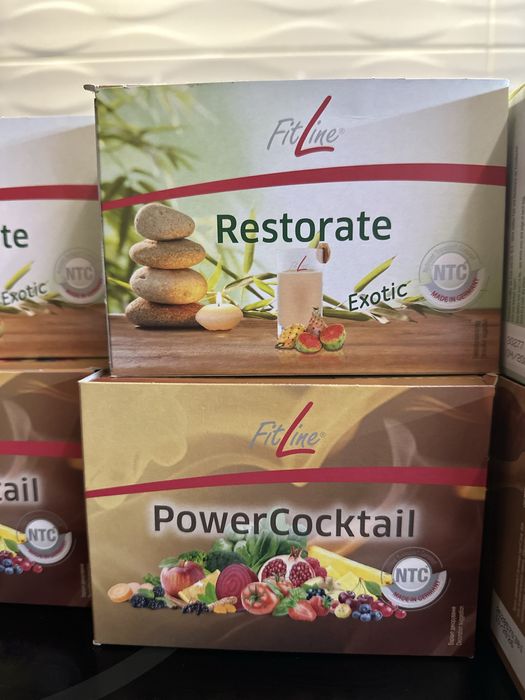 FitLine®
Restorate
Exotic
NTC
MADE IN GERMANY
te
Exotic
NTC
FitLine®
PowerCocktail
NTC
MADE IN GERMANY
tail
NTC